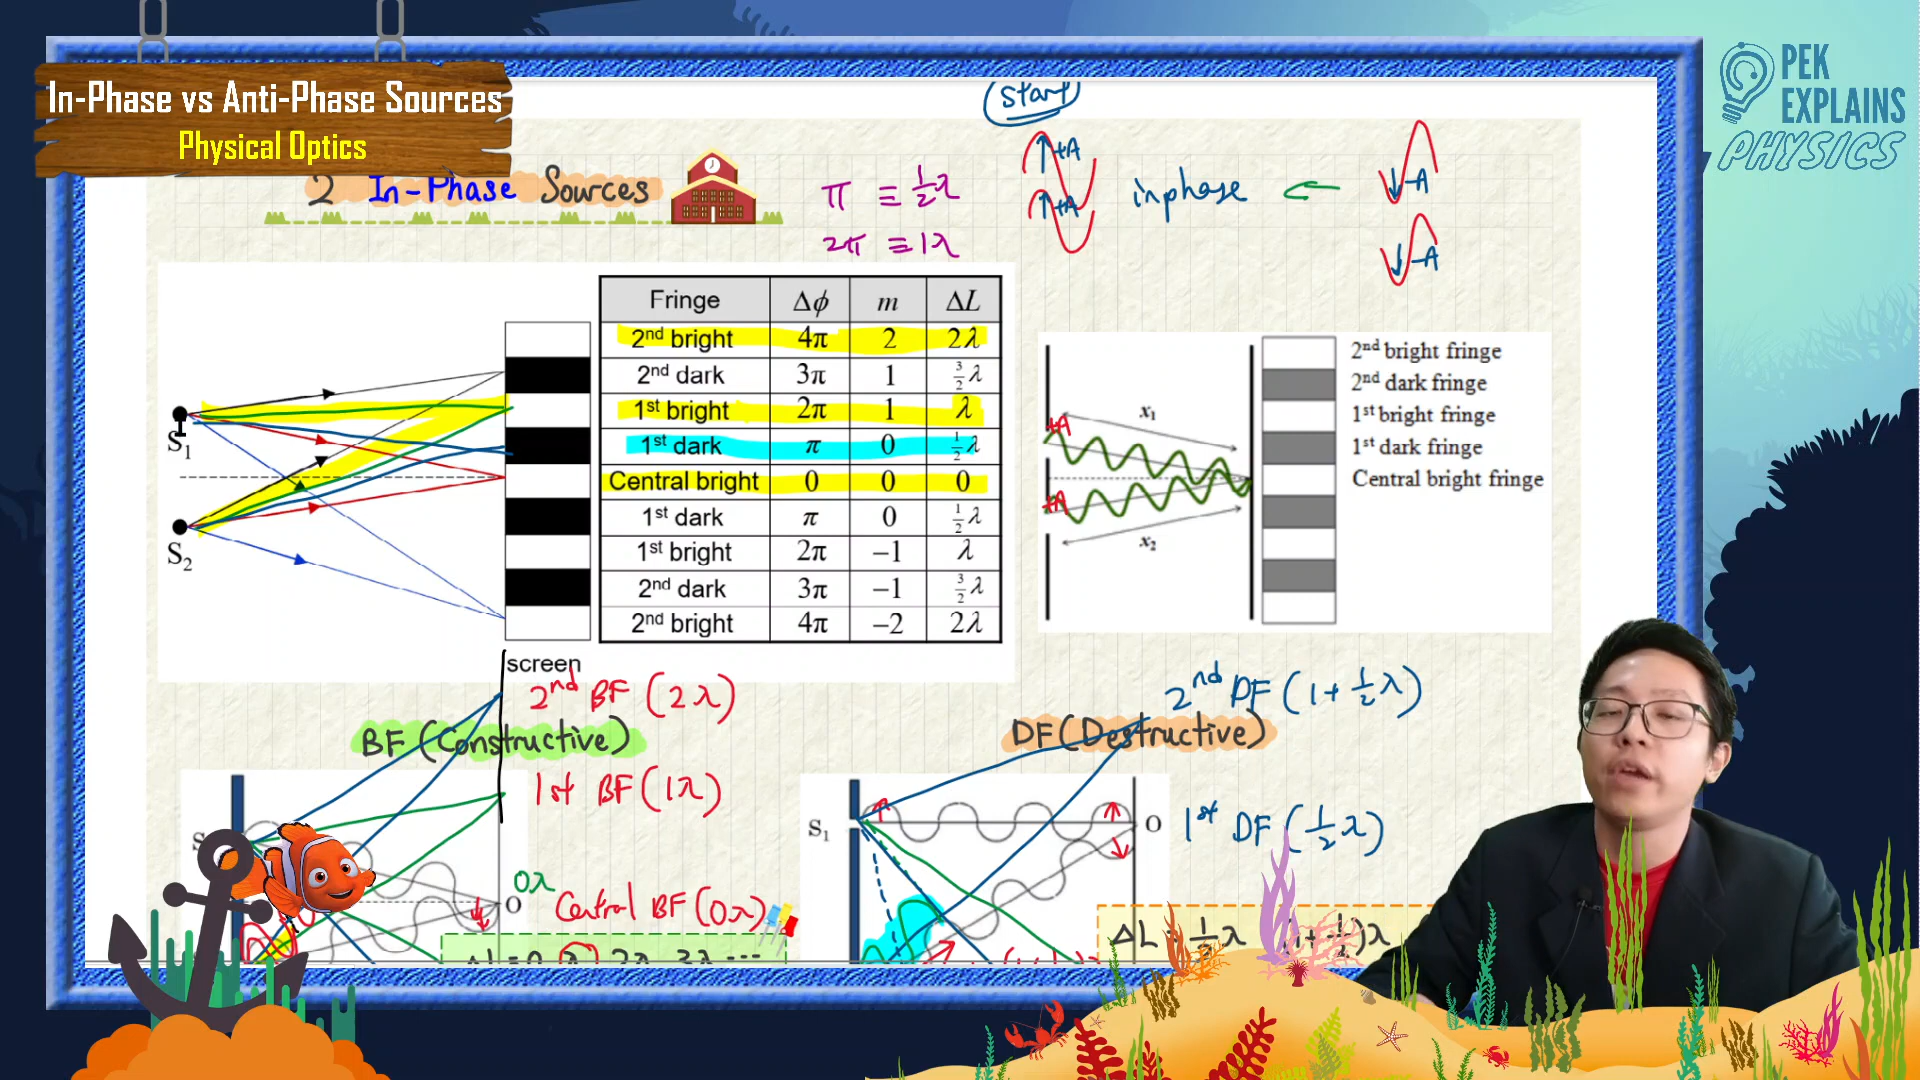 In-Phase vs Anti-Phase Sources
Physical Optics
PEK
EXPLAINS
PHYSICS
start
2 In-Phase Sources
π ≡ ½λ
2π ≡ 1λ
+A
+A
inphase
-A
-A
Fringe Δϕ m ΔL
2nd bright 4π 2 2λ
2nd dark 3π 1 3/2 λ
1st bright 2π 1 λ
1st dark π 0 1/2 λ
Central bright 0 0 0
1st dark π 0 1/2 λ
1st bright 2π −1 λ
2nd dark 3π −1 3/2 λ
2nd bright 4π −2 2λ
S1
S2
screen
+A
+A
x1
x2
2nd bright fringe
2nd dark fringe
1st bright fringe
1st dark fringe
Central bright fringe
BF (Constructive)
2nd BF (2λ)
1st BF (1λ)
0λ
O
Central BF (0λ)
DF (Destructive)
2nd DF (1+½λ)
S1
O
1st DF (½λ)